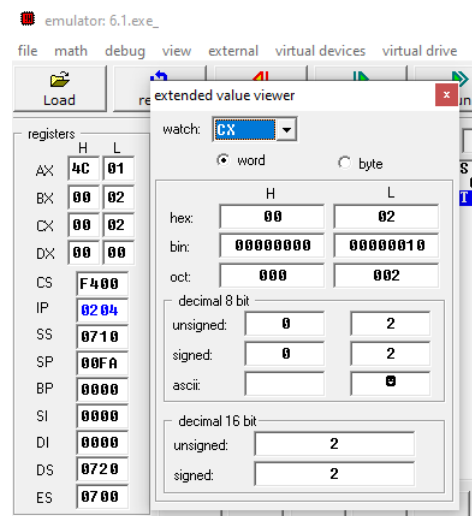 emulator: 6.1.exe_
file math debug view external virtual devices virtual drive
Load
extended value viewer
x
watch: CX
word byte
registers
H L
AX 4C 01
BX 00 02
CX 00 02
DX 00 00
CS F400
IP 0204
SS 0710
SP 00FA
BP 0000
SI 0000
DI 0000
DS 0720
ES 0700
H L
hex: 00 02
bin: 00000000 00000010
oct: 000 002
decimal 8 bit
unsigned: 0 2
signed: 0 2
ascii:
decimal 16 bit
unsigned: 2
signed: 2